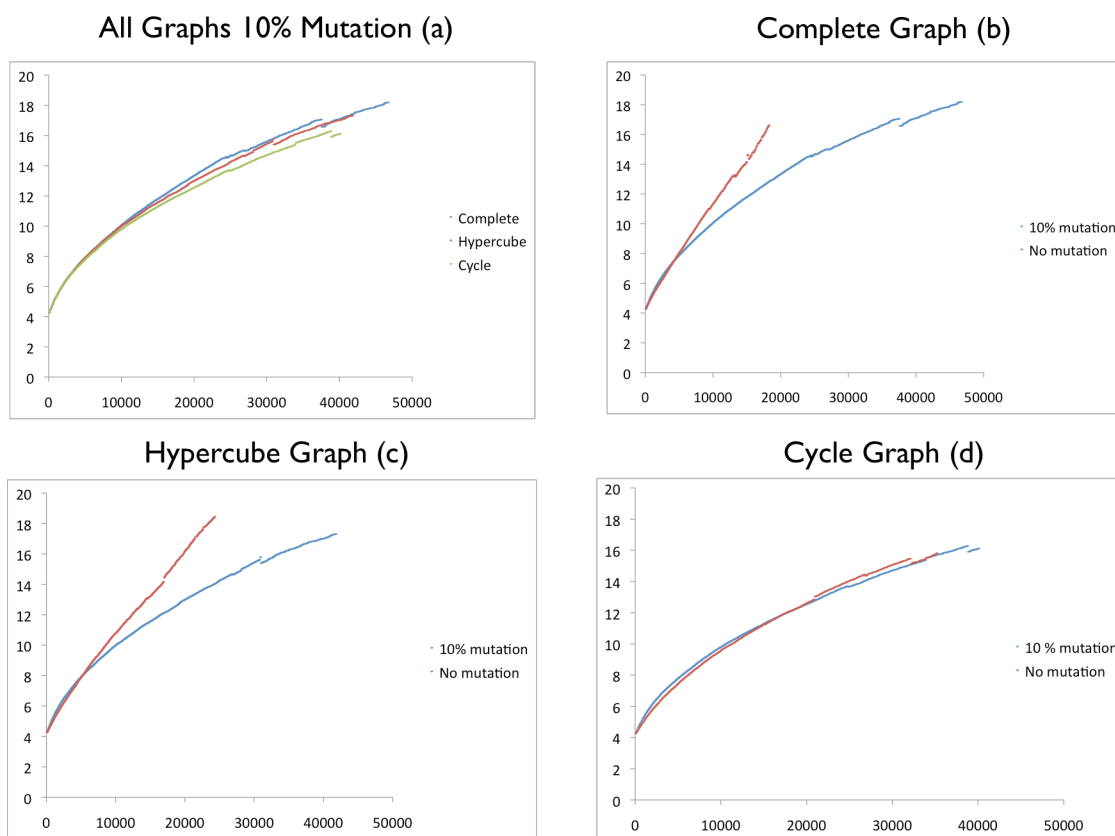 All Graphs 10% Mutation (a)
20
18
16
14
12
10
8
6
4
2
0
0 10000 20000 30000 40000 50000
Complete
Hypercube
Cycle
Complete Graph (b)
20
18
16
14
12
10
8
6
4
2
0
0 10000 20000 30000 40000 50000
10% mutation
No mutation
Hypercube Graph (c)
20
18
16
14
12
10
8
6
4
2
0
0 10000 20000 30000 40000 50000
10% mutation
No mutation
Cycle Graph (d)
20
18
16
14
12
10
8
6
4
2
0
0 10000 20000 30000 40000 50000
10 % mutation
No mutation